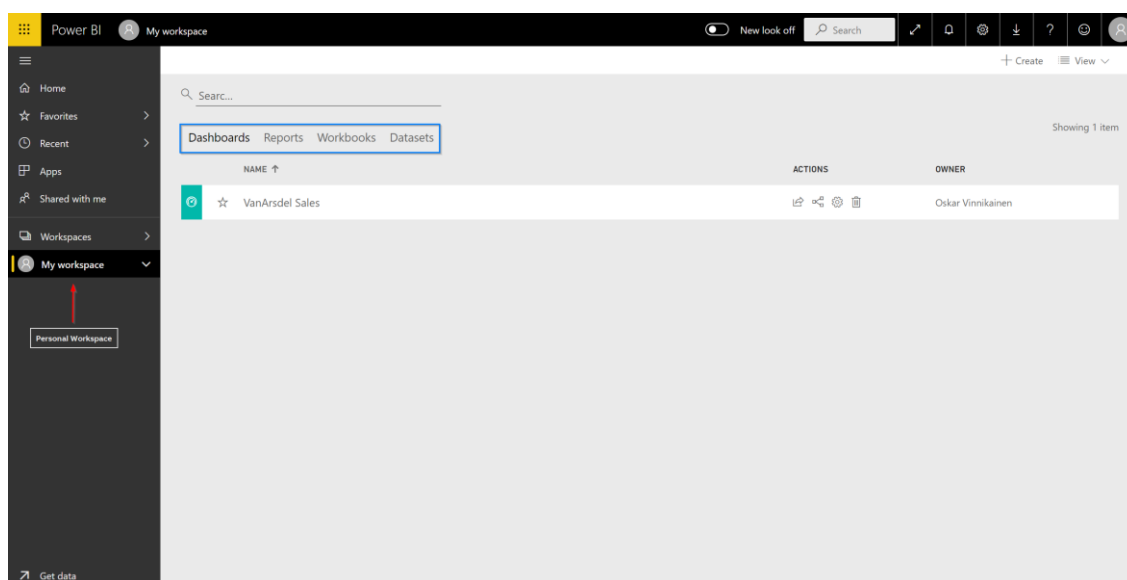 Power BI My workspace New look off Search ?
+ Create View
Home
Searc...
Favorites
Dashboards Reports Workbooks Datasets
Showing 1 item
Recent
Apps
NAME ↑ ACTIONS OWNER
Shared with me
VanArsdel Sales Oskar Vinnikainen
Workspaces
My workspace
Personal Workspace
Get data